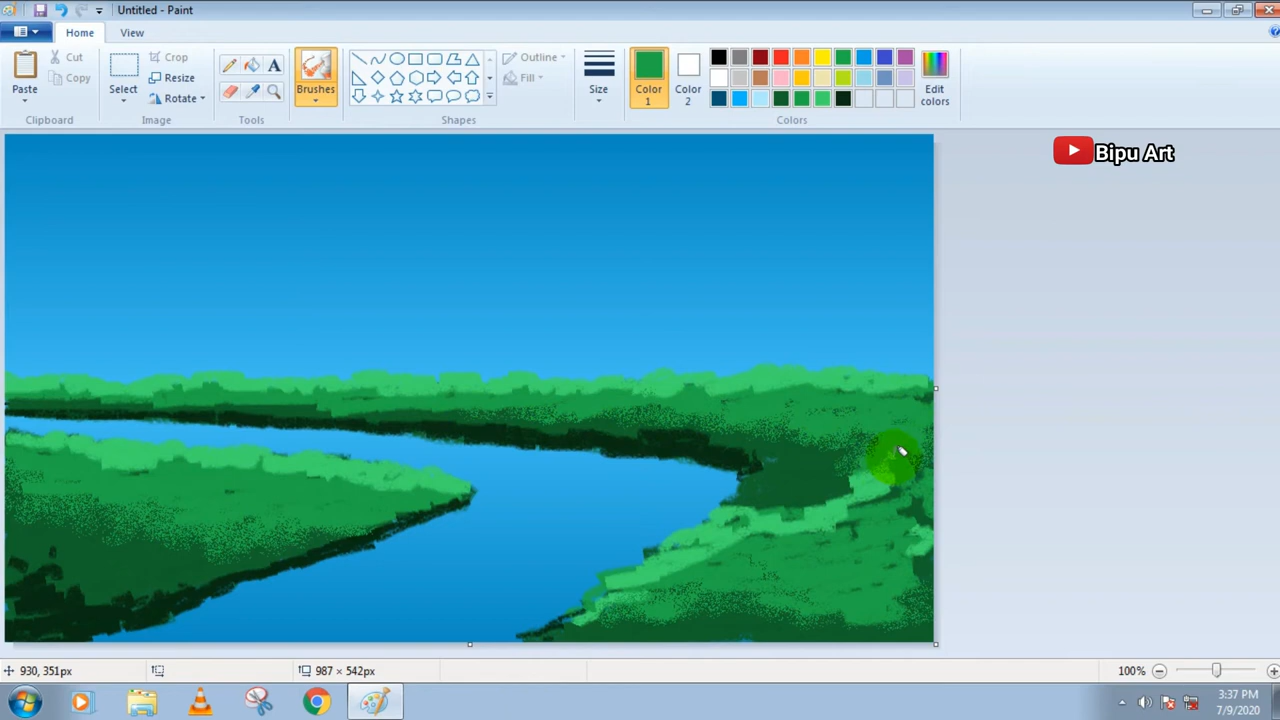 Untitled - Paint
Home
View
Paste
Cut
Copy
Clipboard
Select
Crop
Resize
Rotate
Image
A
Tools
Brushes
Outline
Fill
Shapes
Size
Color
1
Color
2
Edit
colors
Colors
Bipu Art
930, 351px
987 × 542px
100%
3:37 PM
7/9/2020